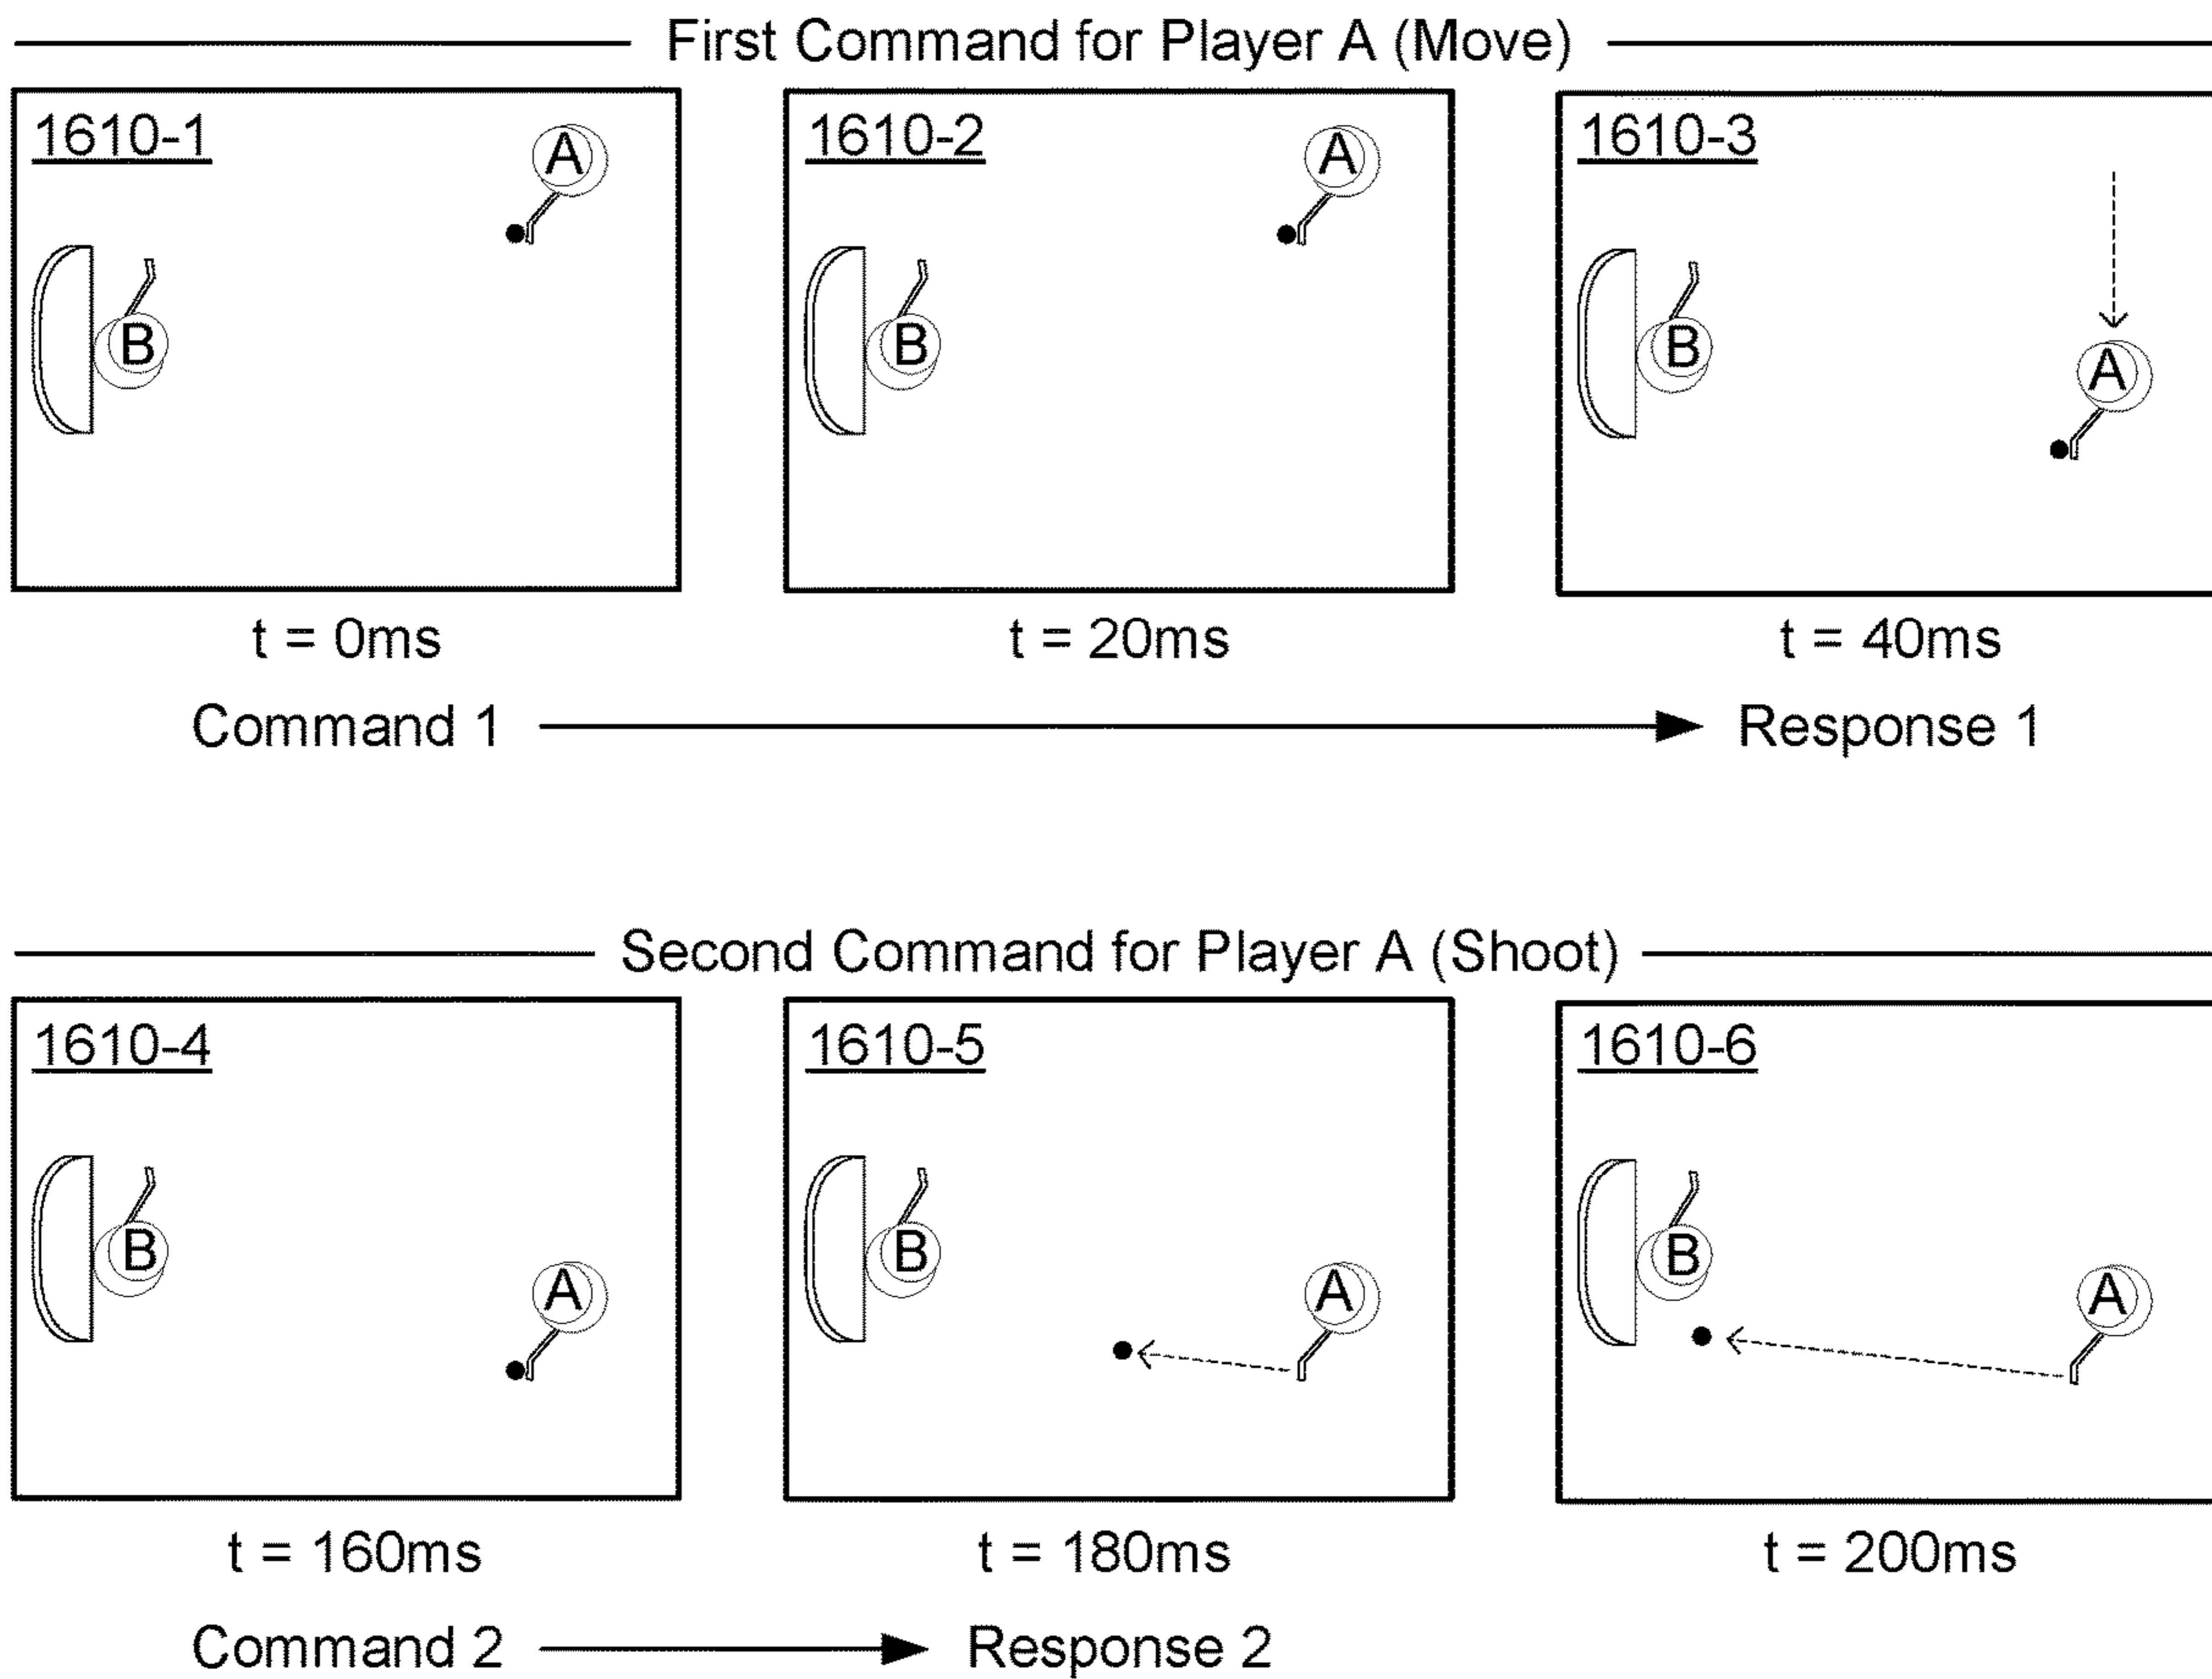 First Command for Player A (Move)
1610-1
A
B
1610-2
A
B
1610-3
A
B
t = 0ms
t = 20ms
t = 40ms
Command 1
Response 1
Second Command for Player A (Shoot)
1610-4
B
A
1610-5
B
A
1610-6
B
A
t = 160ms
t = 180ms
t = 200ms
Command 2
Response 2